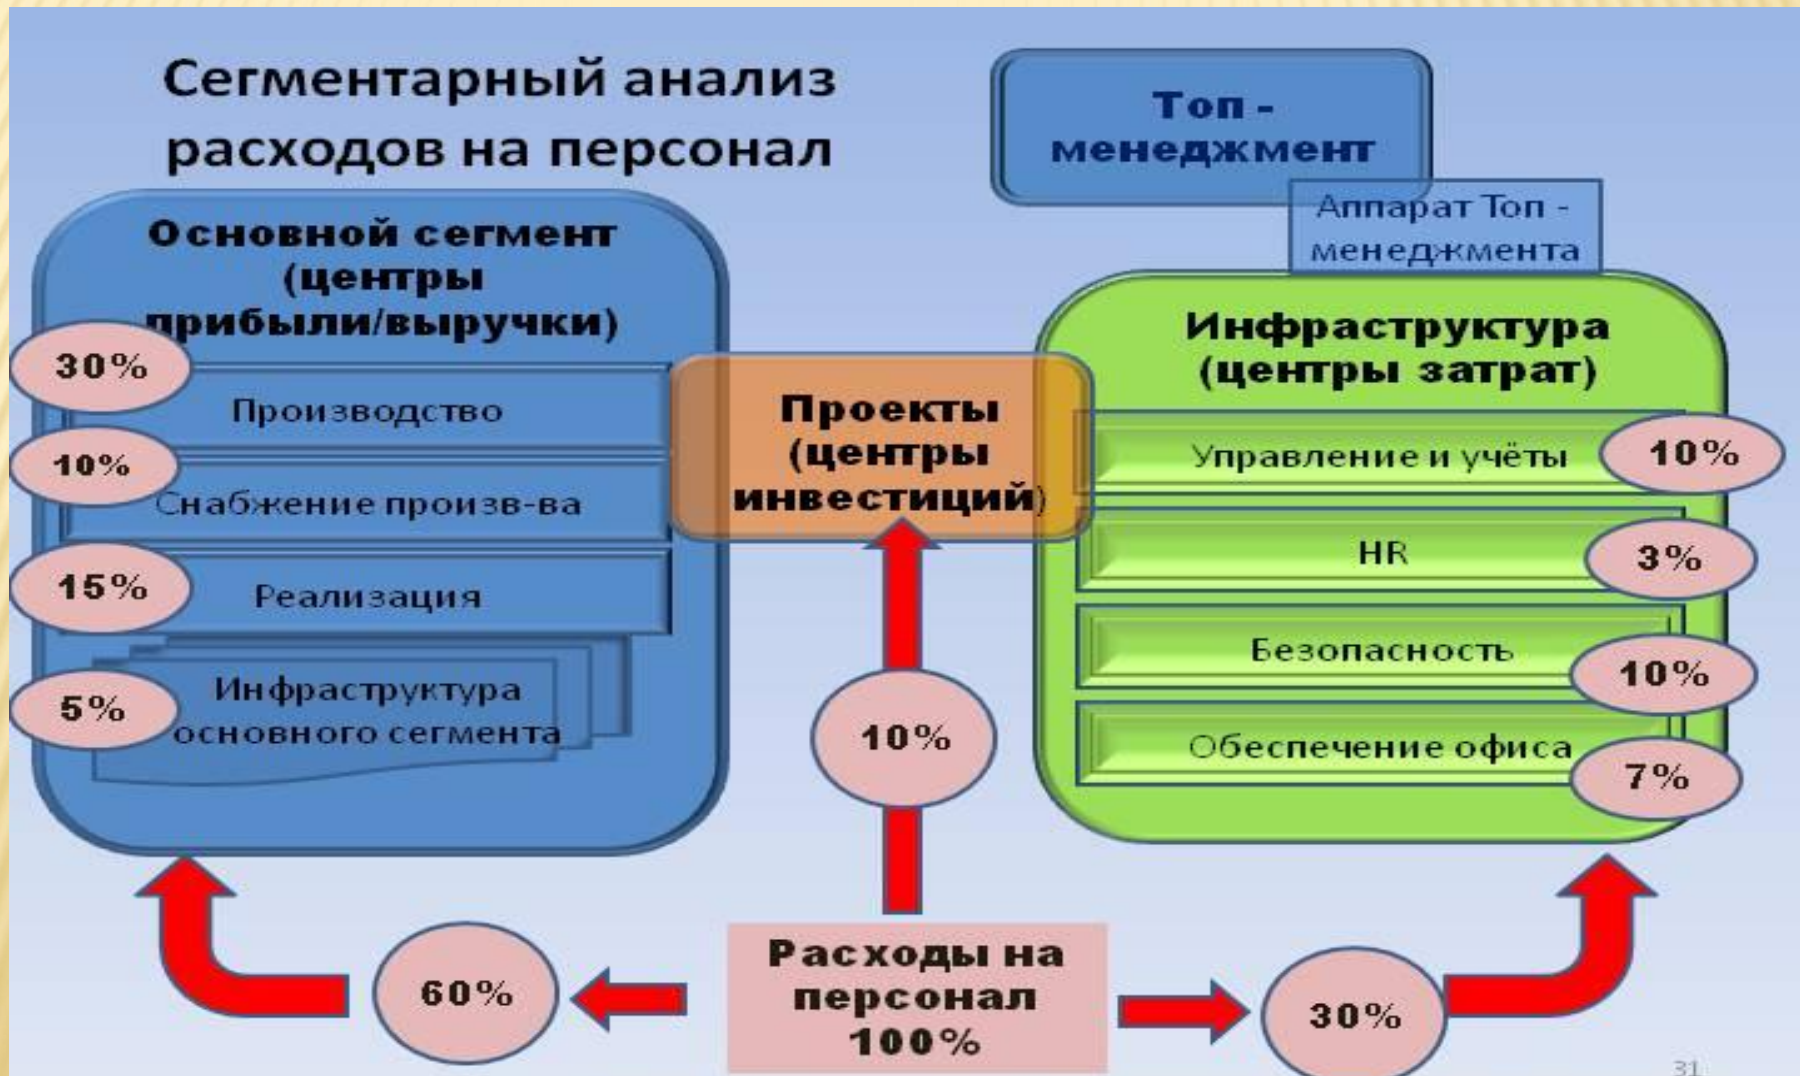 Сегментарный анализ
расходов на персонал
Топ -
менеджмент
Аппарат Топ -
менеджмента
Основной сегмент
(центры
прибыли/выручки)
30%
Производство
10%
Снабжение произв-ва
15%
Реализация
5%
Инфраструктура
основного сегмента
Проекты
(центры
инвестиций)
Инфраструктура
(центры затрат)
Управление и учёты
10%
HR
3%
Безопасность
10%
Обеспечение офиса
7%
10%
60%
Расходы на
персонал
100%
30%
31